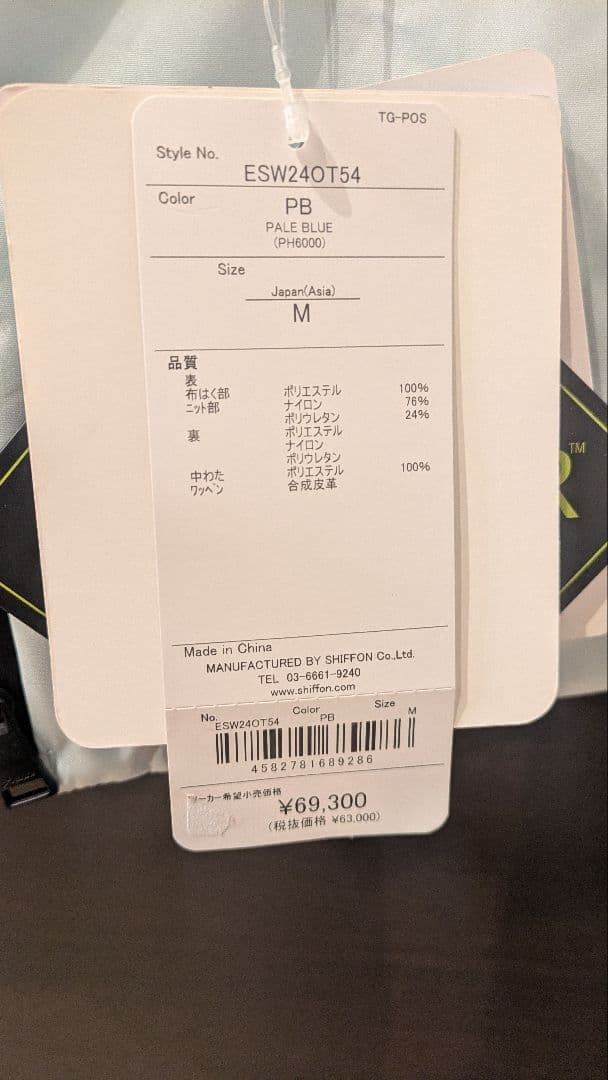 TG-POS
Style No.
ESW24OT54
Color
PB
PALE BLUE
(PH6000)
Size
Japan(Asia)
M
品質
表
布はく部 ポリエステル 100%
ニット部 ナイロン 76%
ポリウレタン 24%
裏 ポリエステル
ナイロン
ポリウレタン
中わた ポリエステル 100%
ワッペン 合成皮革
Made in China
MANUFACTURED BY SHIFFON Co.,Ltd.
TEL 03-6661-9240
www.shiffon.com
No. Color Size
ESW24OT54 PB M
4582781689286
メーカー希望小売価格
¥69,300
(税抜価格 ¥63,000)
R™